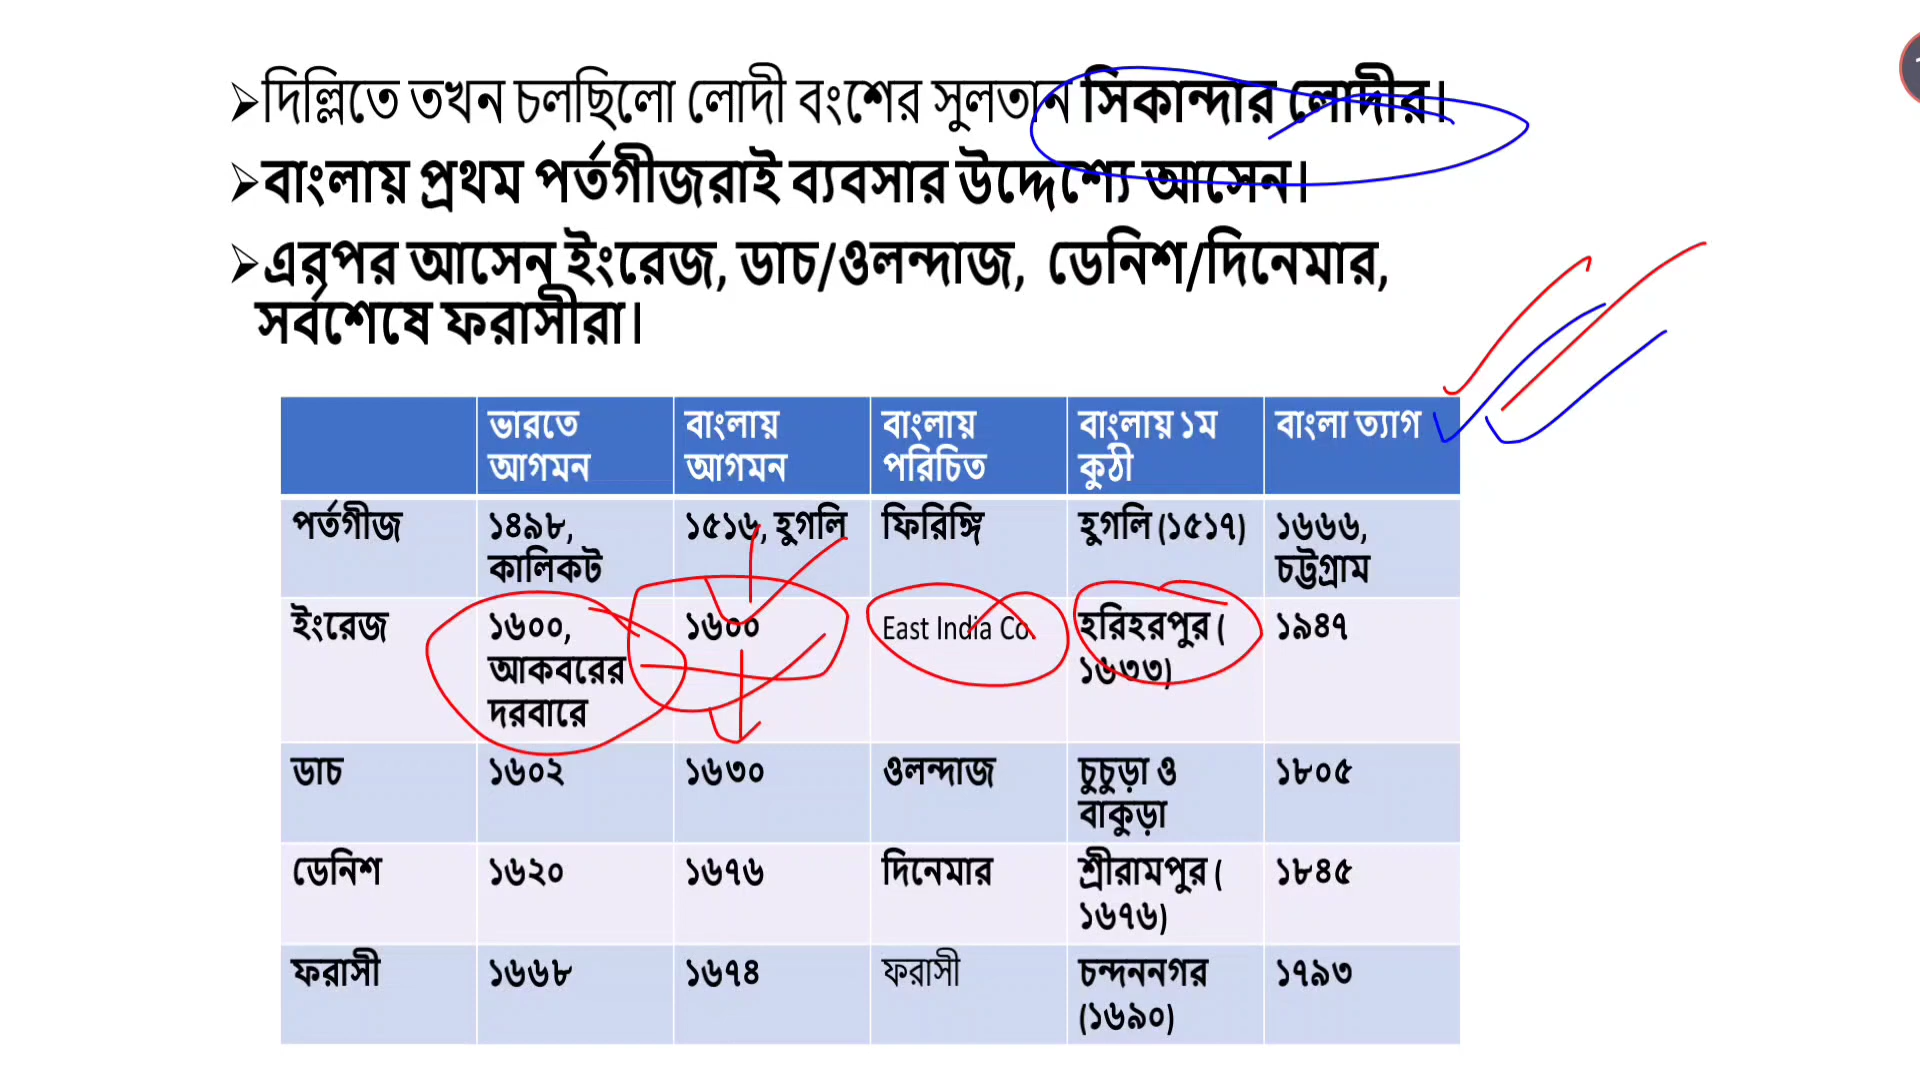 ➢দিল্লিতে তখন চলছিলো লোদী বংশের সুলতান সিকান্দার লোদীর।
➢বাংলায় প্রথম পর্তগীজরাই ব্যবসার উদ্দেশ্যে আসেন।
➢এরপর আসেন ইংরেজ, ডাচ/ওলন্দাজ, ডেনিশ/দিনেমার,
সর্বশেষে ফরাসীরা।
ভারতে আগমন | বাংলায় আগমন | বাংলায় পরিচিত | বাংলায় ১ম কুঠী | বাংলা ত্যাগ
পর্তগীজ | ১৪৯৮, কালিকট | ১৫১৬, হুগলি | ফিরিঙ্গি | হুগলি (১৫১৭) | ১৬৬৬, চট্টগ্রাম
ইংরেজ | ১৬০০, আকবরের দরবারে | ১৬০০ | East India Co. | হরিহরপুর ( ১৬৩৩) | ১৯৪৭
ডাচ | ১৬০২ | ১৬৩০ | ওলন্দাজ | চুচুড়া ও বাকুড়া | ১৮০৫
ডেনিশ | ১৬২০ | ১৬৭৬ | দিনেমার | শ্রীরামপুর ( ১৬৭৬) | ১৮৪৫
ফরাসী | ১৬৬৮ | ১৬৭৪ | ফরাসী | চন্দননগর (১৬৯০) | ১৭৯৩